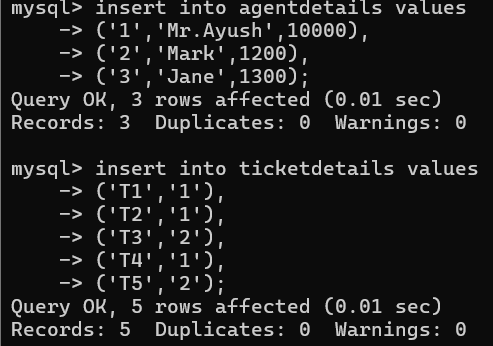 mysql> insert into agentdetails values
    -> ('1','Mr.Ayush',10000),
    -> ('2','Mark',1200),
    -> ('3','Jane',1300);
Query OK, 3 rows affected (0.01 sec)
Records: 3  Duplicates: 0  Warnings: 0

mysql> insert into ticketdetails values
    -> ('T1','1'),
    -> ('T2','1'),
    -> ('T3','2'),
    -> ('T4','1'),
    -> ('T5','2');
Query OK, 5 rows affected (0.01 sec)
Records: 5  Duplicates: 0  Warnings: 0